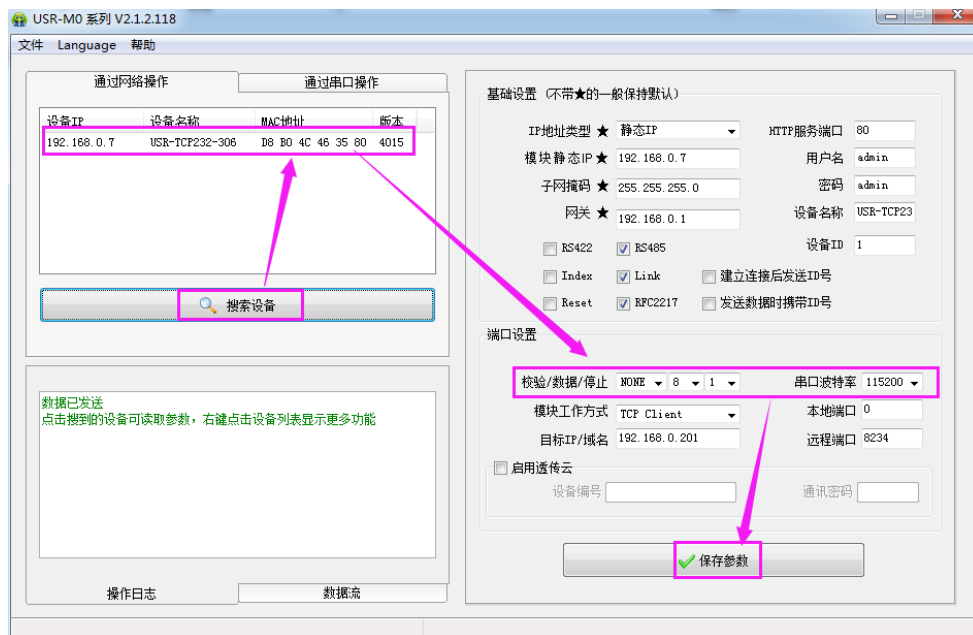 USR-M0 系列 V2.1.2.118
文件 Language 帮助
通过网络操作 通过串口操作
设备IP 设备名称 MAC地址 版本
192.168.0.7 USR-TCP232-306 D8 B0 4C 46 35 80 4015
搜索设备
数据已发送
点击搜到的设备可读取参数，右键点击设备列表显示更多功能
操作日志 数据流
基础设置（不带★的一般保持默认）
IP地址类型 ★ 静态IP HTTP服务端口 80
模块静态IP ★ 192.168.0.7 用户名 admin
子网掩码 ★ 255.255.255.0 密码 admin
网关 ★ 192.168.0.1 设备名称 USR-TCP23
RS422 RS485 设备ID 1
Index Link 建立连接后发送ID号
Reset RFC2217 发送数据时携带ID号
端口设置
校验/数据/停止 NONE 8 1 串口波特率 115200
模块工作方式 TCP Client 本地端口 0
目标IP/域名 192.168.0.201 远程端口 8234
启用透传云
设备编号 通讯密码
保存参数